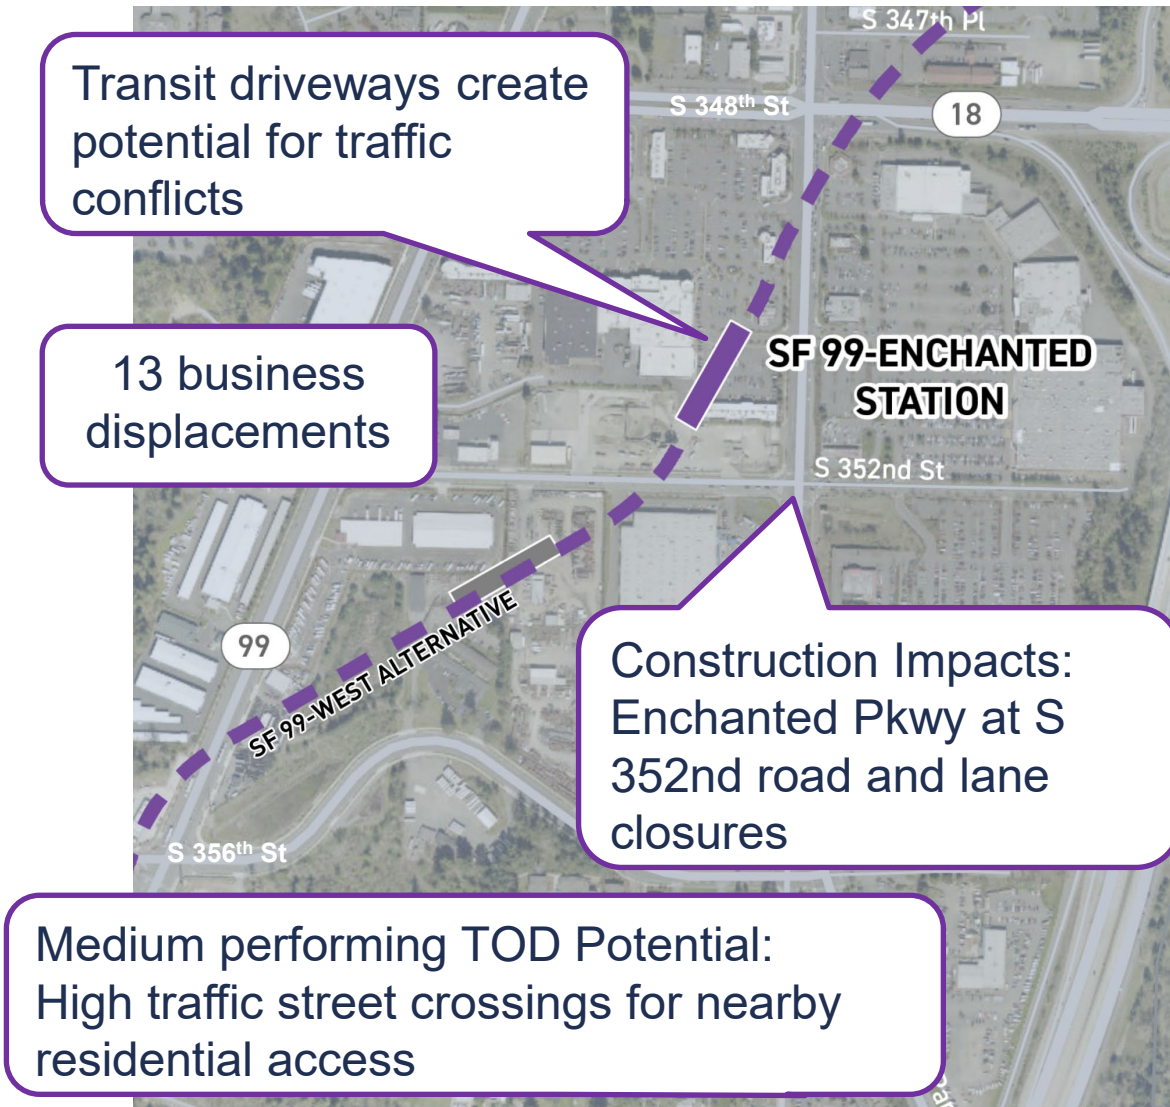 S 347th Pl
Transit driveways create
potential for traffic
conflicts
S 348th St
18
13 business
displacements
SF 99-ENCHANTED
STATION
S 352nd St
99
SF 99-WEST ALTERNATIVE
Construction Impacts:
Enchanted Pkwy at S
352nd road and lane
closures
S 356th St
Medium performing TOD Potential:
High traffic street crossings for nearby
residential access